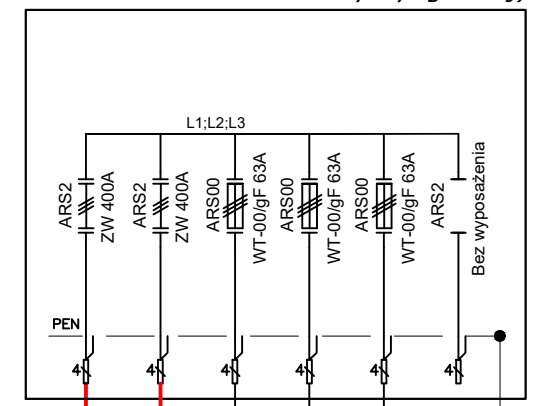 L1;L2;L3
ARS2
ZW 400A
ARS2
ZW 400A
ARS00
WT-00/gF 63A
ARS00
WT-00/gF 63A
ARS00
WT-00/gF 63A
ARS2
Bez wyposażenia
PEN
4
4
4
4
4
4